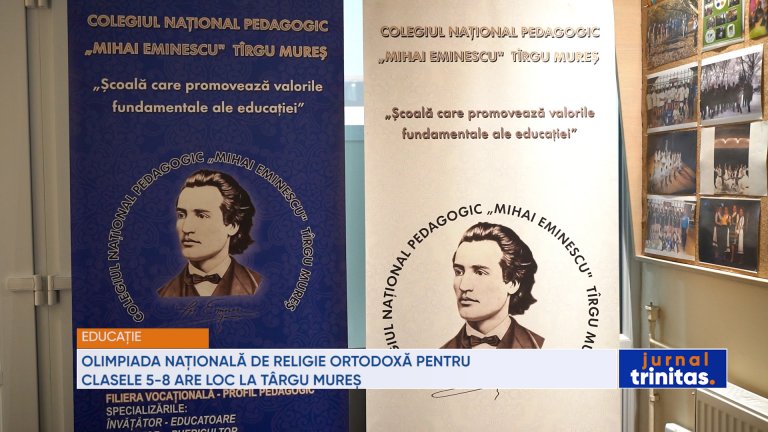 COLEGIUL NAȚIONAL PEDAGOGIC
„MIHAI EMINESCU" TÎRGU MUREȘ
„Școală care promovează valorile
fundamentale ale educației”
COLEGIUL NAȚIONAL PEDAGOGIC „MIHAI EMINESCU" TÎRGU MUREȘ
COLEGIUL NAȚIONAL PEDAGOGIC
„MIHAI EMINESCU" TÎRGU MUREȘ
„Școală care promovează valorile
fundamentale ale educației”
COLEGIUL NAȚIONAL PEDAGOGIC „MIHAI EMINESCU" TÎRGU MUREȘ
EDUCAȚIE
OLIMPIADA NAȚIONALĂ DE RELIGIE ORTODOXĂ PENTRU
CLASELE 5-8 ARE LOC LA TÂRGU MUREȘ
jurnal
trinitas.
FILIERA VOCAȚIONALĂ - PROFIL PEDAGOGIC
SPECIALIZĂRILE:
ÎNVĂȚĂTOR - EDUCATOARE